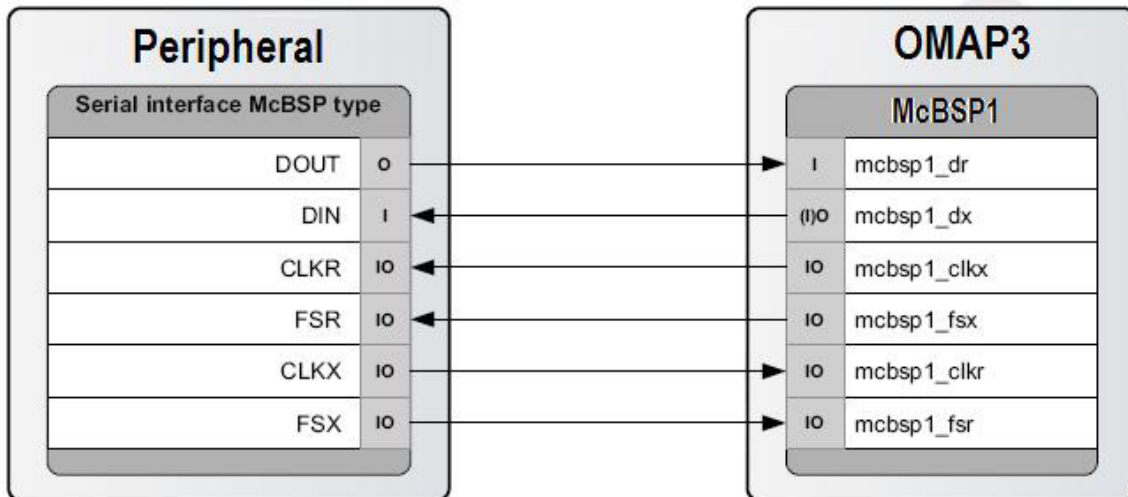 Peripheral
OMAP3
Serial interface McBSP type
McBSP1
DOUT O I mcbsp1_dr
DIN I (I)O mcbsp1_dx
CLKR IO IO mcbsp1_clkx
FSR IO IO mcbsp1_fsx
CLKX IO IO mcbsp1_clkr
FSX IO IO mcbsp1_fsr